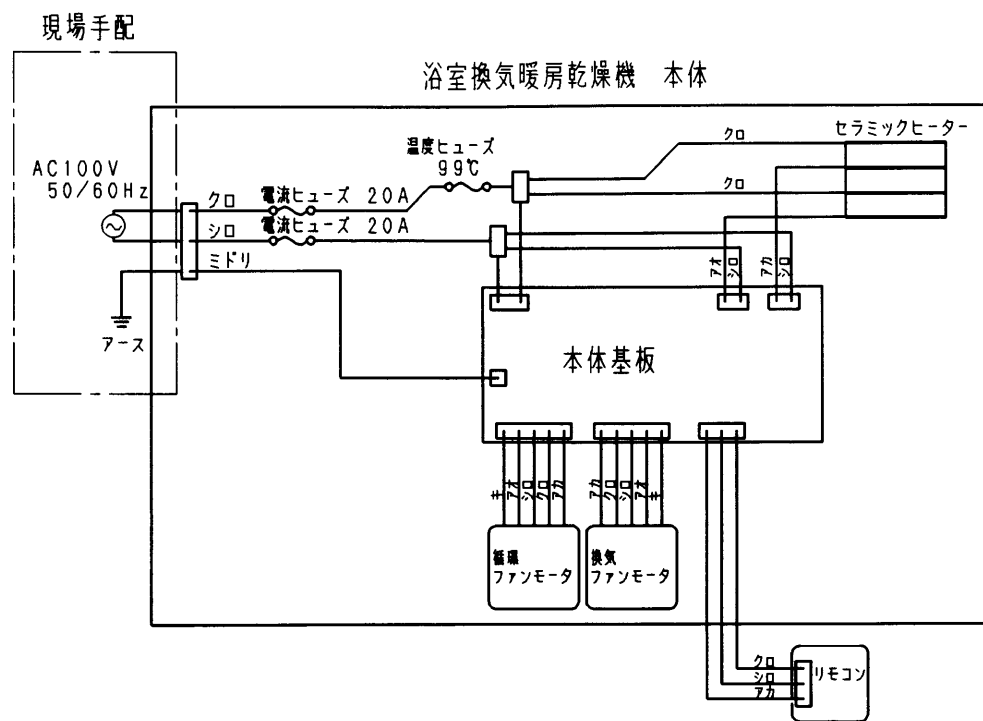 現場手配
浴室換気暖房乾燥機 本体
セラミックヒーター
クロ
温度ヒューズ
99℃
クロ
AC100V
50/60Hz
クロ
電流ヒューズ 20A
シロ
電流ヒューズ 20A
ミドリ
アオ
シロ
アカ
シロ
アース
本体基板
キ
アオ
シロ
クロ
アカ
アカ
クロ
シロ
アオ
キ
循環
ファンモータ
換気
ファンモータ
クロ
シロ
アカ
リモコン